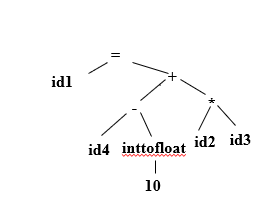 =
id1 +
- *
id4 inttofloat id2 id3
10